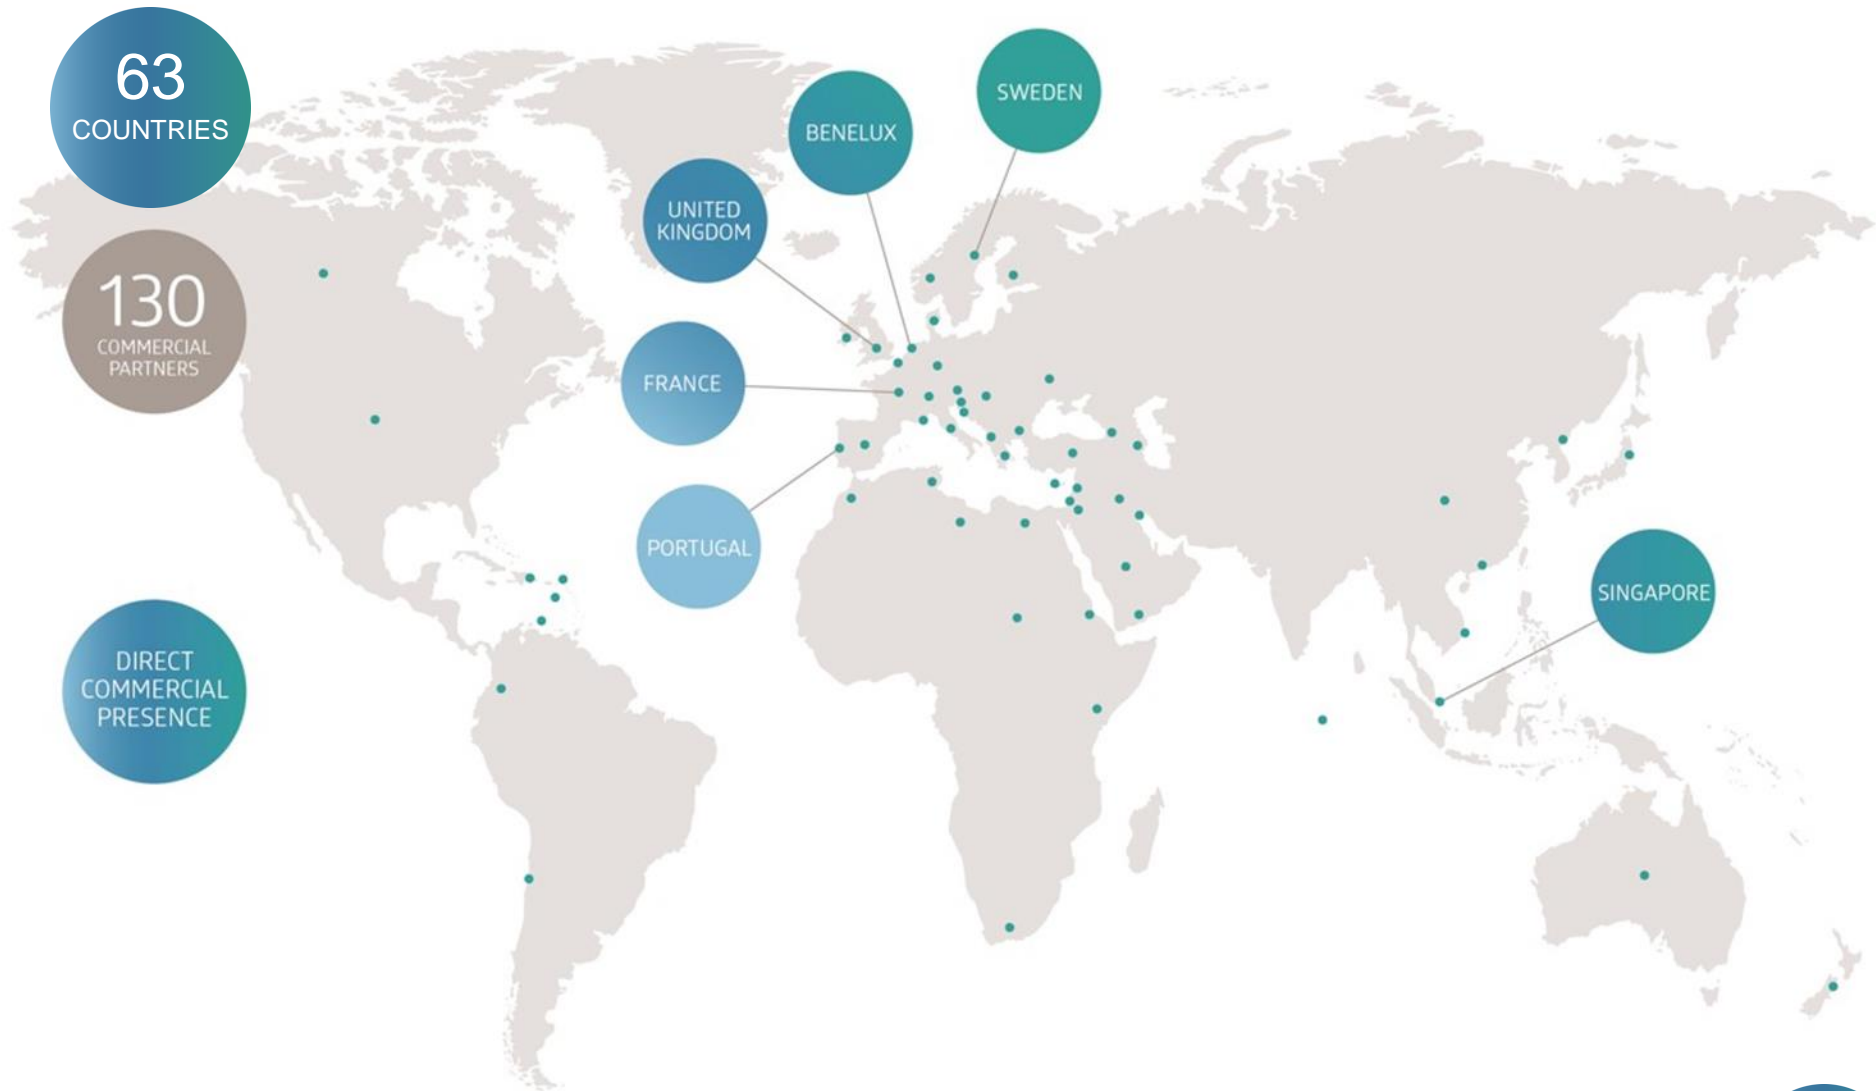 63
COUNTRIES
130
COMMERCIAL
PARTNERS
DIRECT
COMMERCIAL
PRESENCE
SWEDEN
BENELUX
UNITED
KINGDOM
FRANCE
PORTUGAL
SINGAPORE